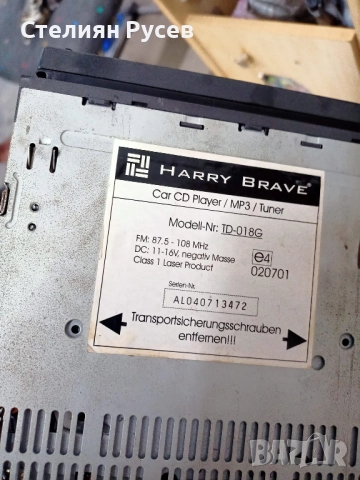 Стелиян Русев
HARRY BRAVE®
Car CD Player / MP3 / Tuner
Modell-Nr: TD-018G
FM: 87.5 - 108 MHz
DC: 11-16V, negativ Masse
Class 1 Laser Product
e4
020701
Serien-Nr.
AL040713472
Transportsicherungsschrauben
entfernen!!!
BAZAR